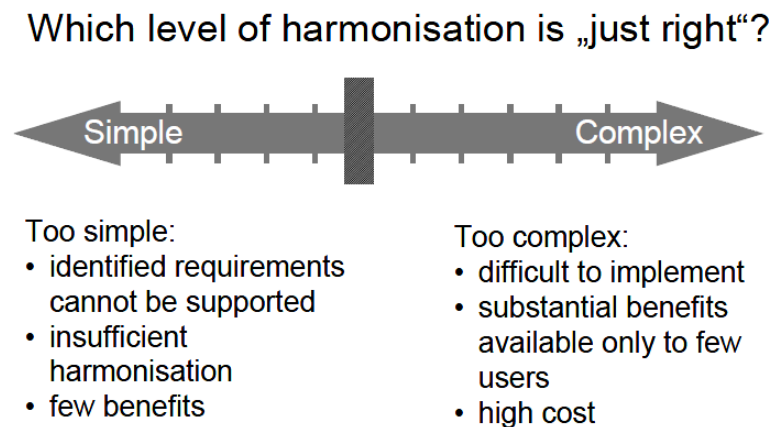 Which level of harmonisation is „just right“?
Simple
Complex
Too simple:
• identified requirements
cannot be supported
• insufficient
harmonisation
• few benefits
Too complex:
• difficult to implement
• substantial benefits
available only to few
users
• high cost